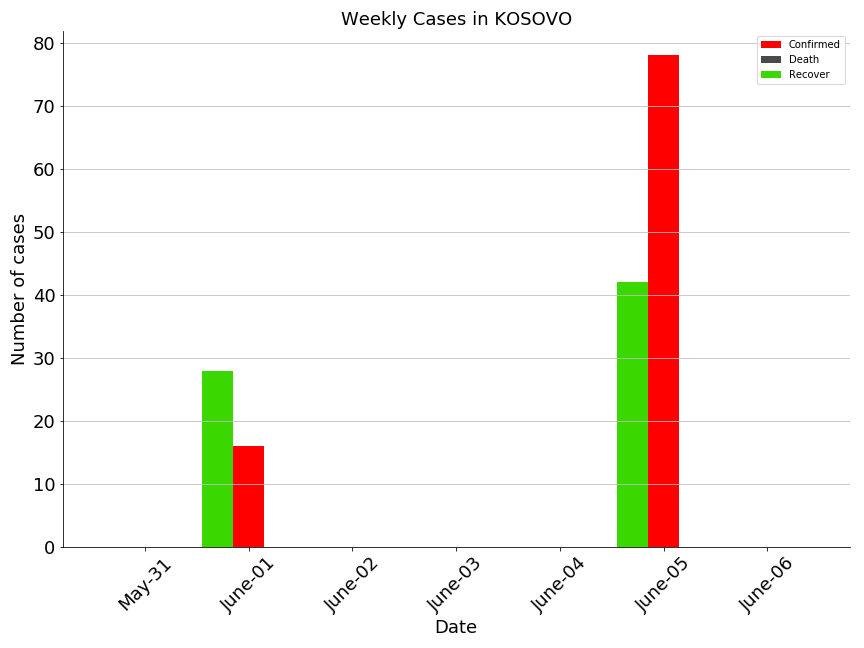 Weekly Cases in KOSOVO
Confirmed
Death
Recover
Number of cases
80
70
60
50
40
30
20
10
0
May-31
June-01
June-02
June-03
June-04
June-05
June-06
Date